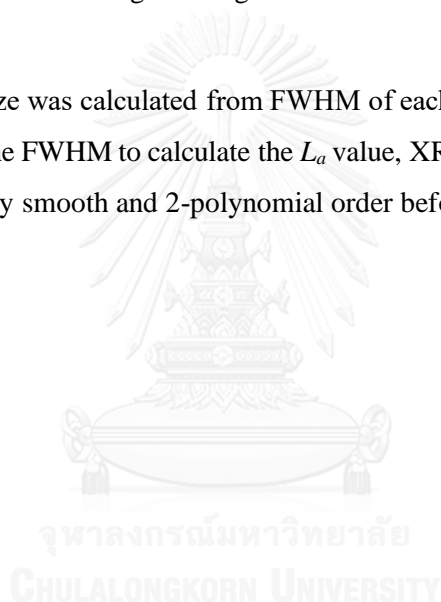 ze was calculated from FWHM of each
ne FWHM to calculate the La value, XR
y smooth and 2-polynomial order befo
จุฬาลงกรณ์มหาวิทยาลัย
CHULALONGKORN UNIVERSITY